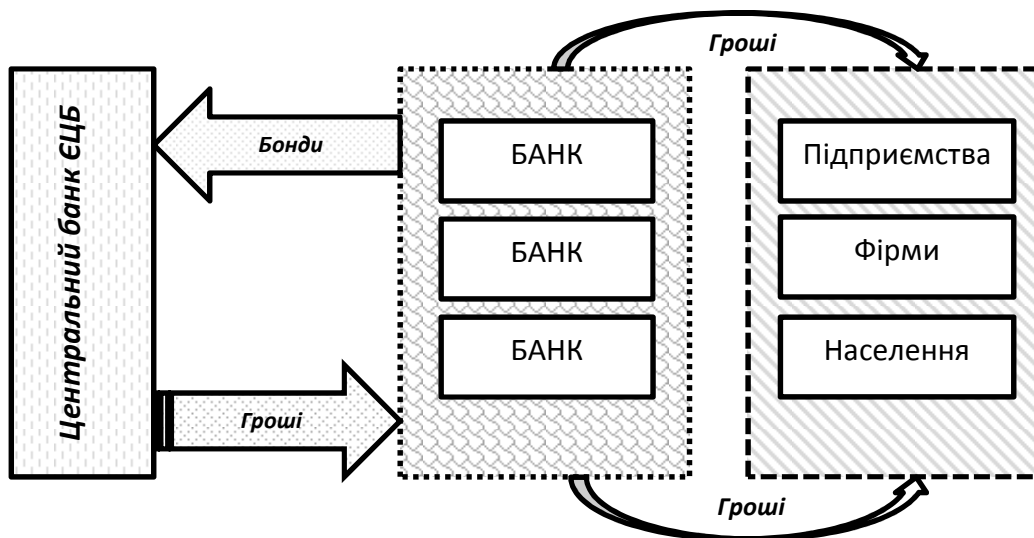 Центральний банк ЄЦБ
Бонди
Гроші
БАНК
БАНК
БАНК
Гроші
Гроші
Підприємства
Фірми
Населення